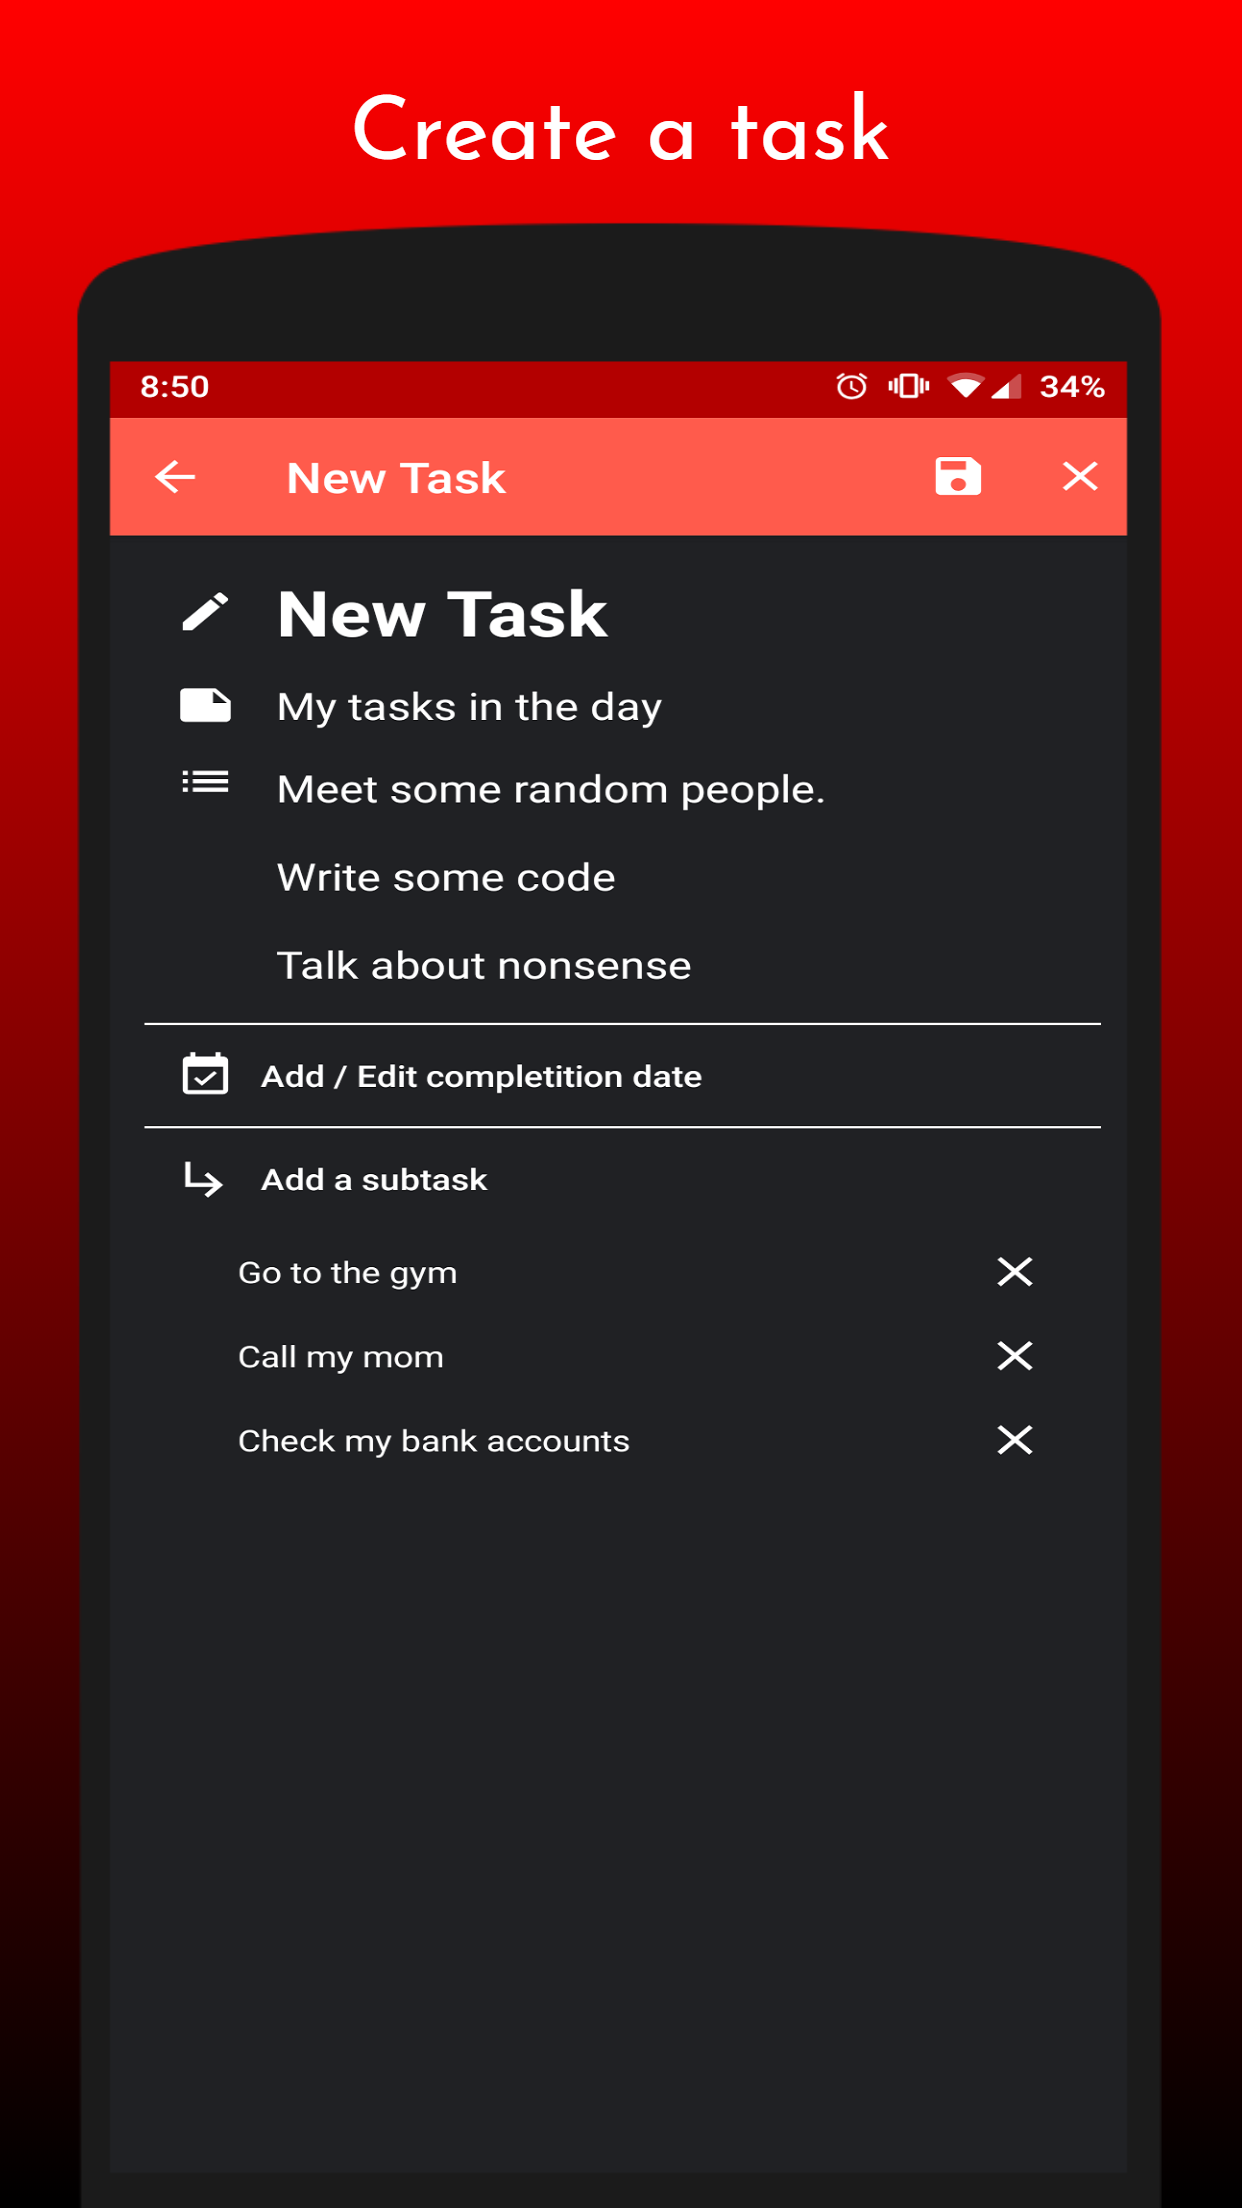 Create a task
8:50
34%
New Task
New Task
My tasks in the day
Meet some random people.
Write some code
Talk about nonsense
Add / Edit completition date
Add a subtask
Go to the gym
Call my mom
Check my bank accounts